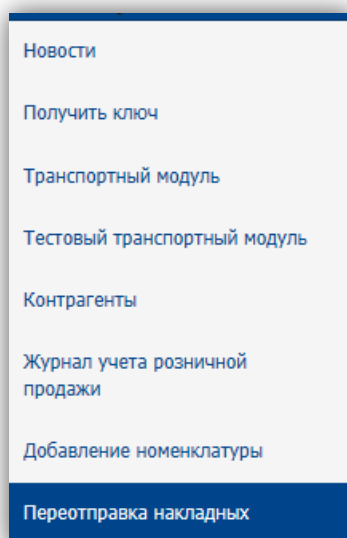 Новости
Получить ключ
Транспортный модуль
Тестовый транспортный модуль
Контрагенты
Журнал учета розничной
продажи
Добавление номенклатуры
Переотправка накладных